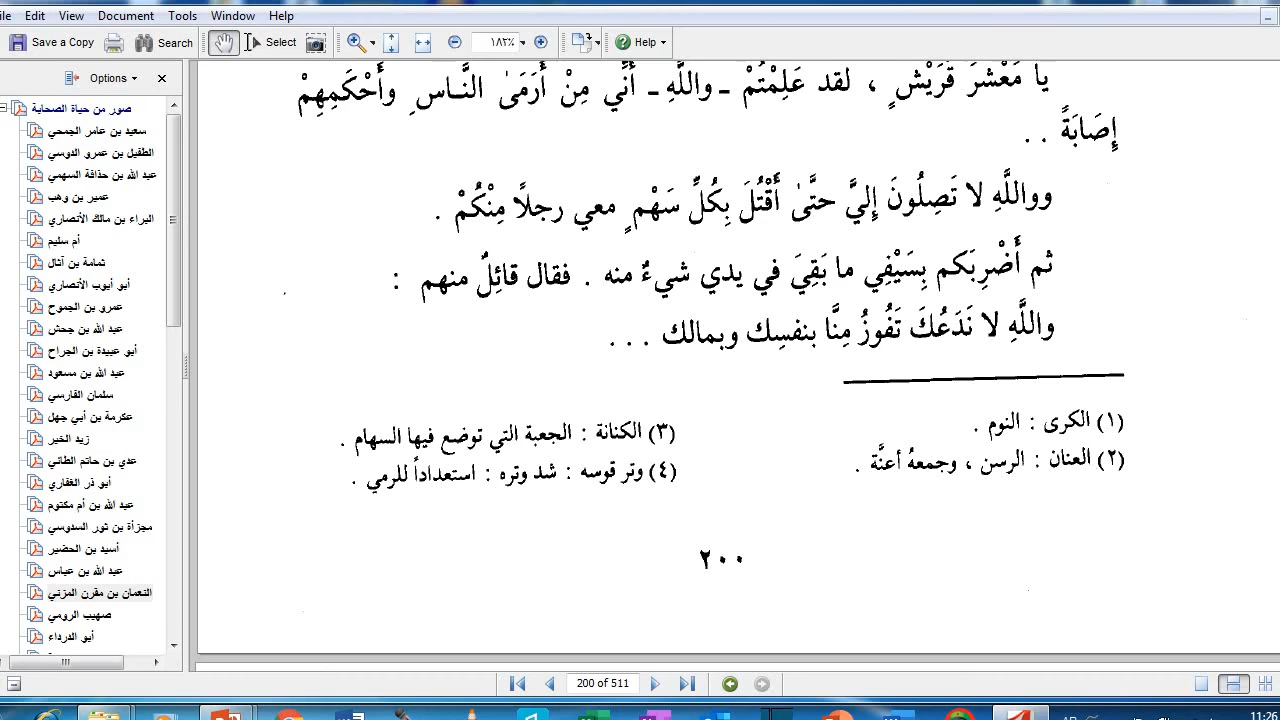 Edit View Document Tools Window Help
Save a Copy Search Select ١٨٢٪ Help
Options
صور من حياة الصحابة
سعيد بن عامر الجمحي
الطفيل بن عمرو الدوسي
عبد الله بن حذافة السهمي
عمير بن وهب
البراء بن مالك الأنصاري
أم سليم
ثمامة بن أثال
أبو أيوب الأنصاري
عمرو بن الجموح
عبد الله بن جحش
أبو عبيدة بن الجراح
عبد الله بن مسعود
سلمان الفارسي
عكرمة بن أبي جهل
زيد الخير
عدي بن حاتم الطائي
أبو ذر الغفاري
عبد الله بن أم مكتوم
مجزأة بن ثور السدوسي
أسيد بن الحضير
عبد الله بن عباس
النعمان بن مقرن المزني
صهيب الرومي
أبو الدرداء
يا مَعْشَرَ قُرَيْشٍ ، لقد عَلِمْتُمْ ـ واللَّهِ ـ أَنِّي مِنْ أَرَمَىٰ النَّاسِ وأَحْكَمِهِمْ
إِصَابَةً . .
وواللَّهِ لا تَصِلُونَ إِليَّ حتَّىٰ أَقْتُلَ بِكُلِّ سَهْمٍ معي رجلاً مِنْكُمْ .
ثم أَضْرِبَكم بِسَيْفِي ما بَقِيَ في يدي شيءٌ منه . فقال قائِلٌ منهم :
واللَّهِ لا نَدَعُكَ تَفُوزُ مِنَّا بنفسِك وبمالك . . .
(١) الكرى : النوم .
(٢) العنان : الرسن ، وجمعهُ أعنَّة .
(٣) الكنانة : الجعبة التي توضع فيها السهام .
(٤) وتر قوسه : شد وتره : استعداداً للرمي .
٢٠٠
200 of 511
11:26